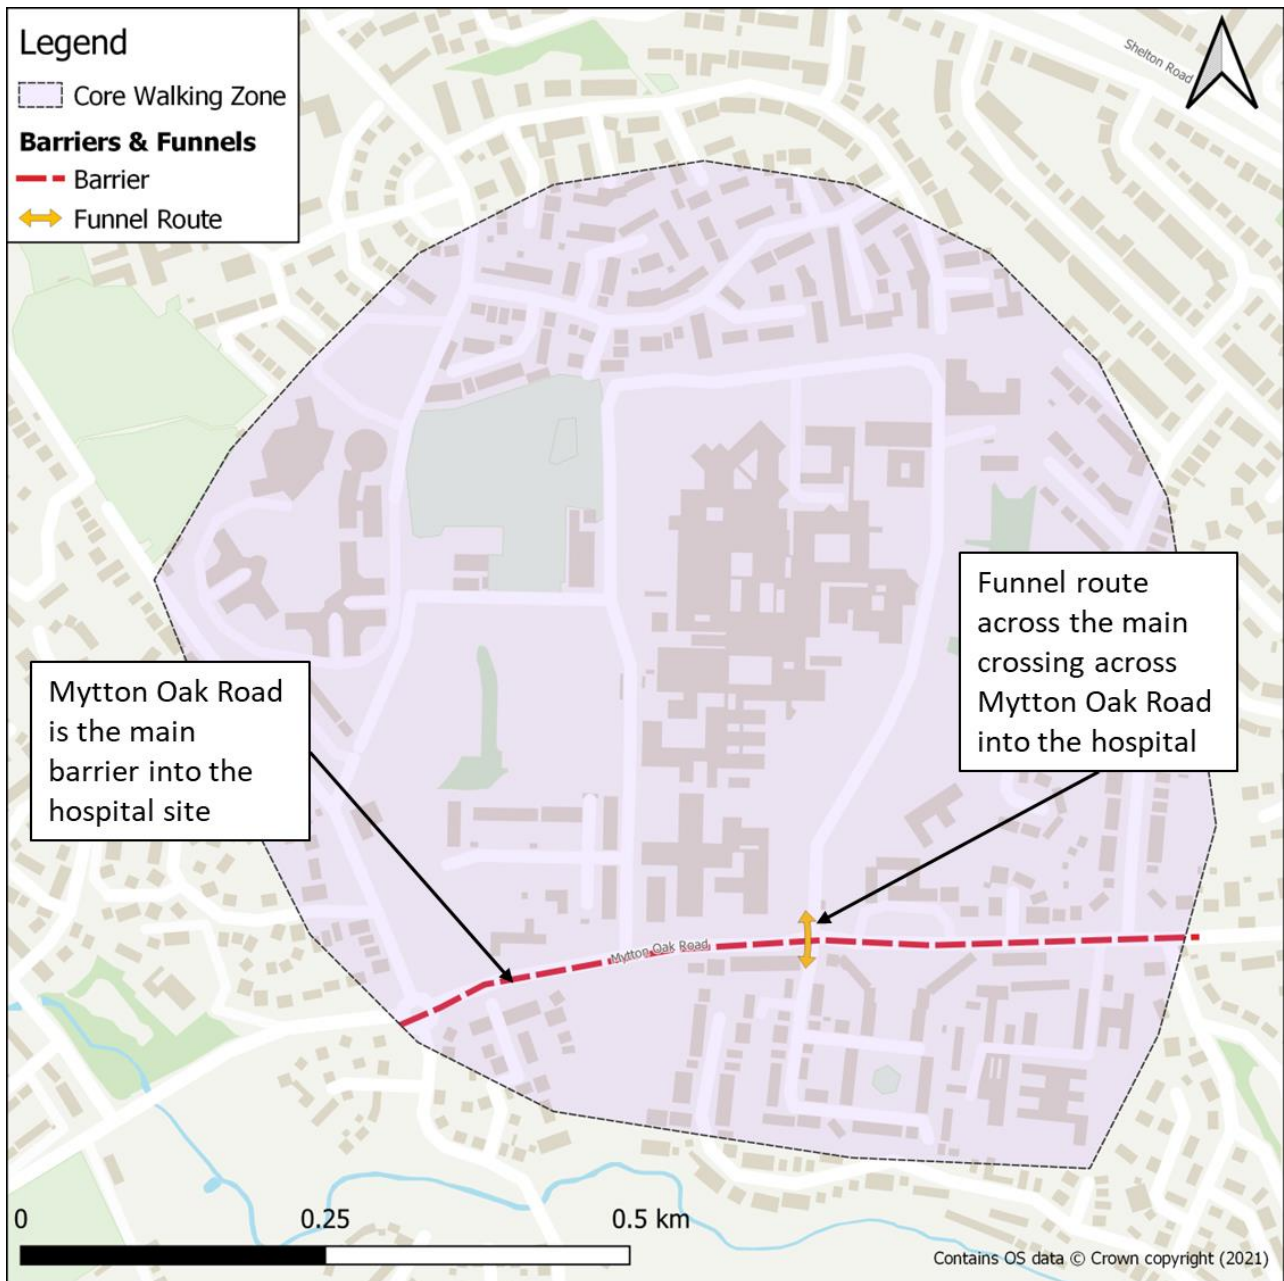 Legend
Core Walking Zone
Barriers & Funnels
Barrier
Funnel Route
Shelton Road
Funnel route
across the main
crossing across
Mytton Oak Road
into the hospital
Mytton Oak Road
is the main
barrier into the
hospital site
Mytton Oak Road
0 0.25 0.5 km
Contains OS data © Crown copyright (2021)